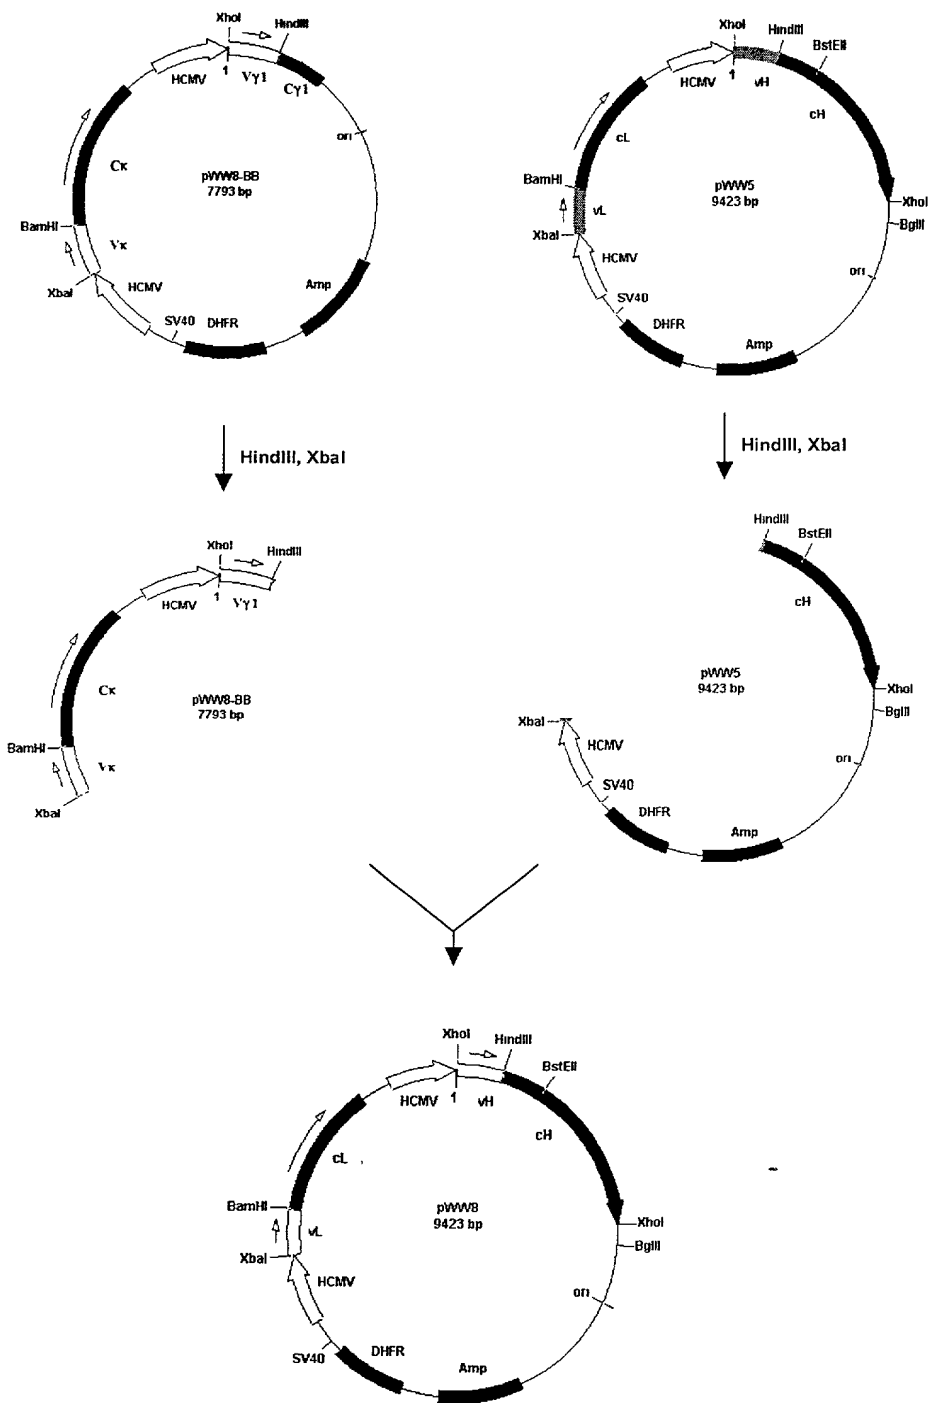 XhoI
HindIII
HCMV
1
Vγ1
Cγ1
ori
Cκ
pWW8-BB
7793 bp
BamHI
Vκ
XbaI
HCMV
SV40
DHFR
Amp
XhoI
HindIII
BstEII
HCMV
1
vH
cH
cL
pWW5
9423 bp
BamHI
vL
XbaI
XhoI
BglII
HCMV
ori
SV40
DHFR
Amp
HindIII, XbaI
HindIII, XbaI
XhoI
HindIII
HCMV
1
Vγ1
Cκ
pWW8-BB
7793 bp
BamHI
Vκ
XbaI
HindIII
BstEII
cH
pWW5
9423 bp
XhoI
BglII
XbaI
HCMV
ori
SV40
DHFR
Amp
XhoI
HindIII
BstEII
HCMV
1
vH
cH
cL
pWW8
9423 bp
BamHI
vL
XbaI
XhoI
BglII
HCMV
ori
SV40
DHFR
Amp